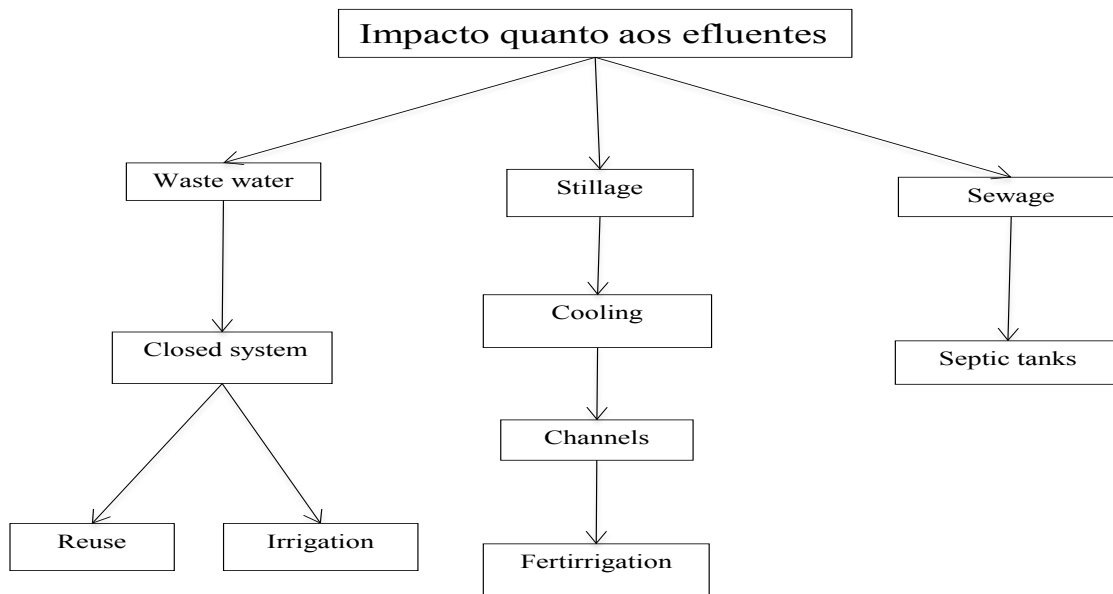 Impacto quanto aos efluentes
Waste water
Stillage
Sewage
Cooling
Closed system
Septic tanks
Channels
Reuse
Irrigation
Fertirrigation